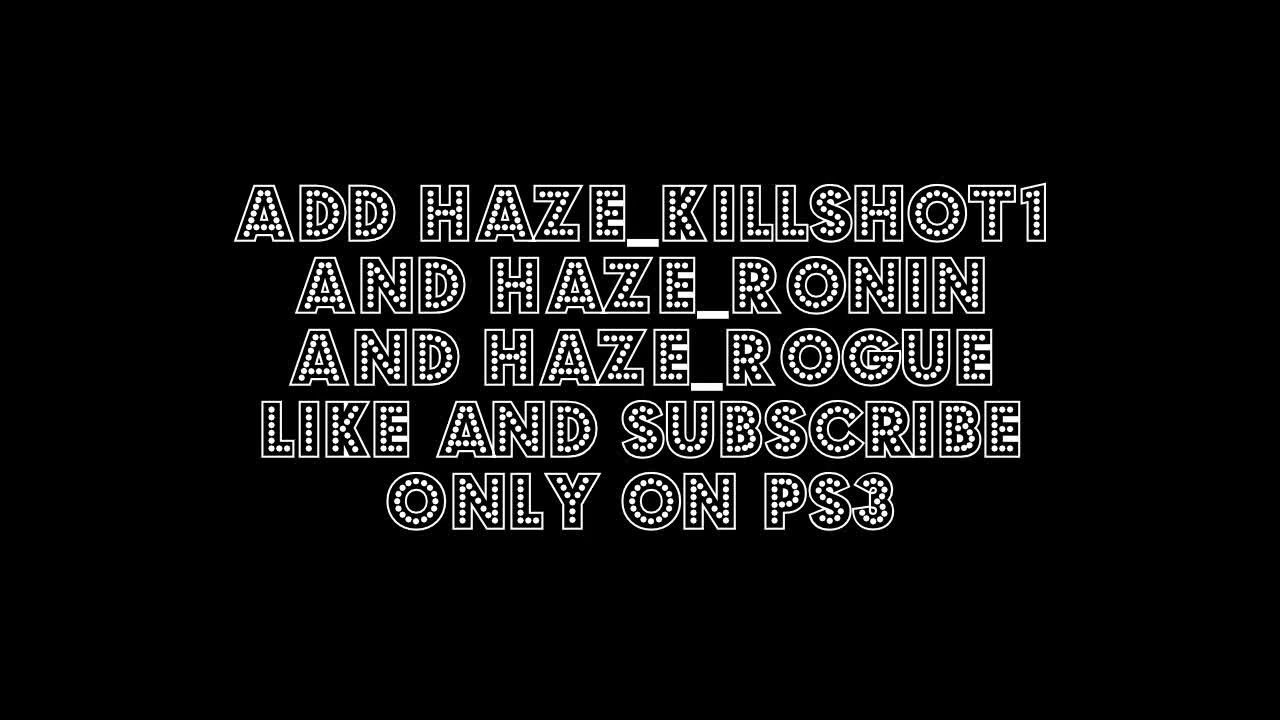 ADD HAZE_KILLSHOT1
AND HAZE_RONIN
AND HAZE_ROGUE
LIKE AND SUBSCRIBE
ONLY ON PS3